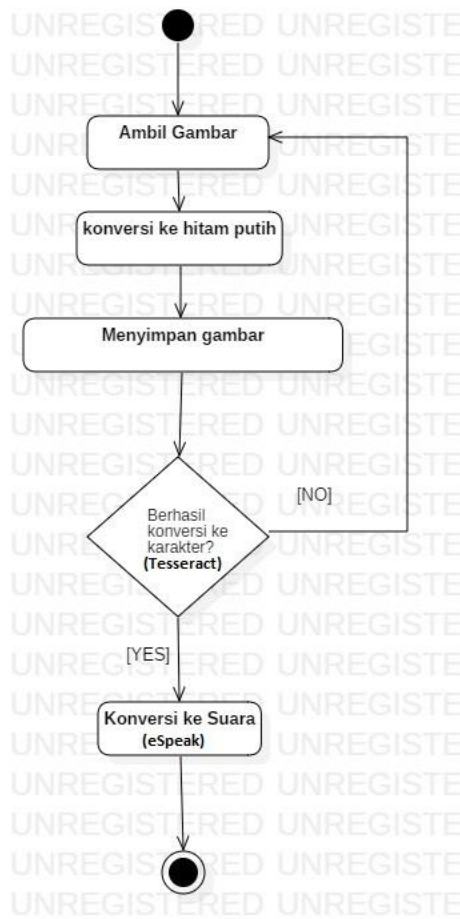 Ambil Gambar
konversi ke hitam putih
Menyimpan gambar
Berhasil
konversi ke
karakter?
(Tesseract)
[NO]
[YES]
Konversi ke Suara
(eSpeak)